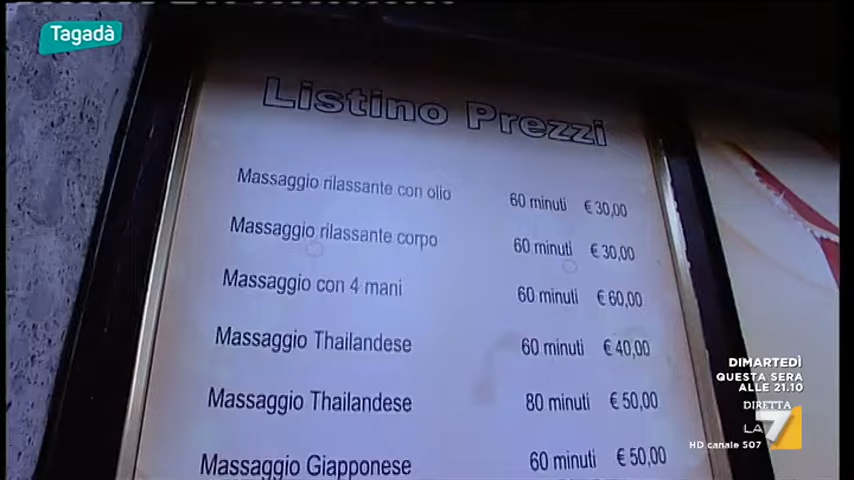 Tagadà
Listino Prezzi
Massaggio rilassante con olio 60 minuti € 30,00
Massaggio rilassante corpo 60 minuti € 30,00
Massaggio con 4 mani 60 minuti € 60,00
Massaggio Thailandese 60 minuti € 40,00
Massaggio Thailandese 80 minuti € 50,00
Massaggio Giapponese 60 minuti € 50,00
DIMARTEDÌ
QUESTA SERA
ALLE 21.10
DIRETTA
LA7
HD canale 507